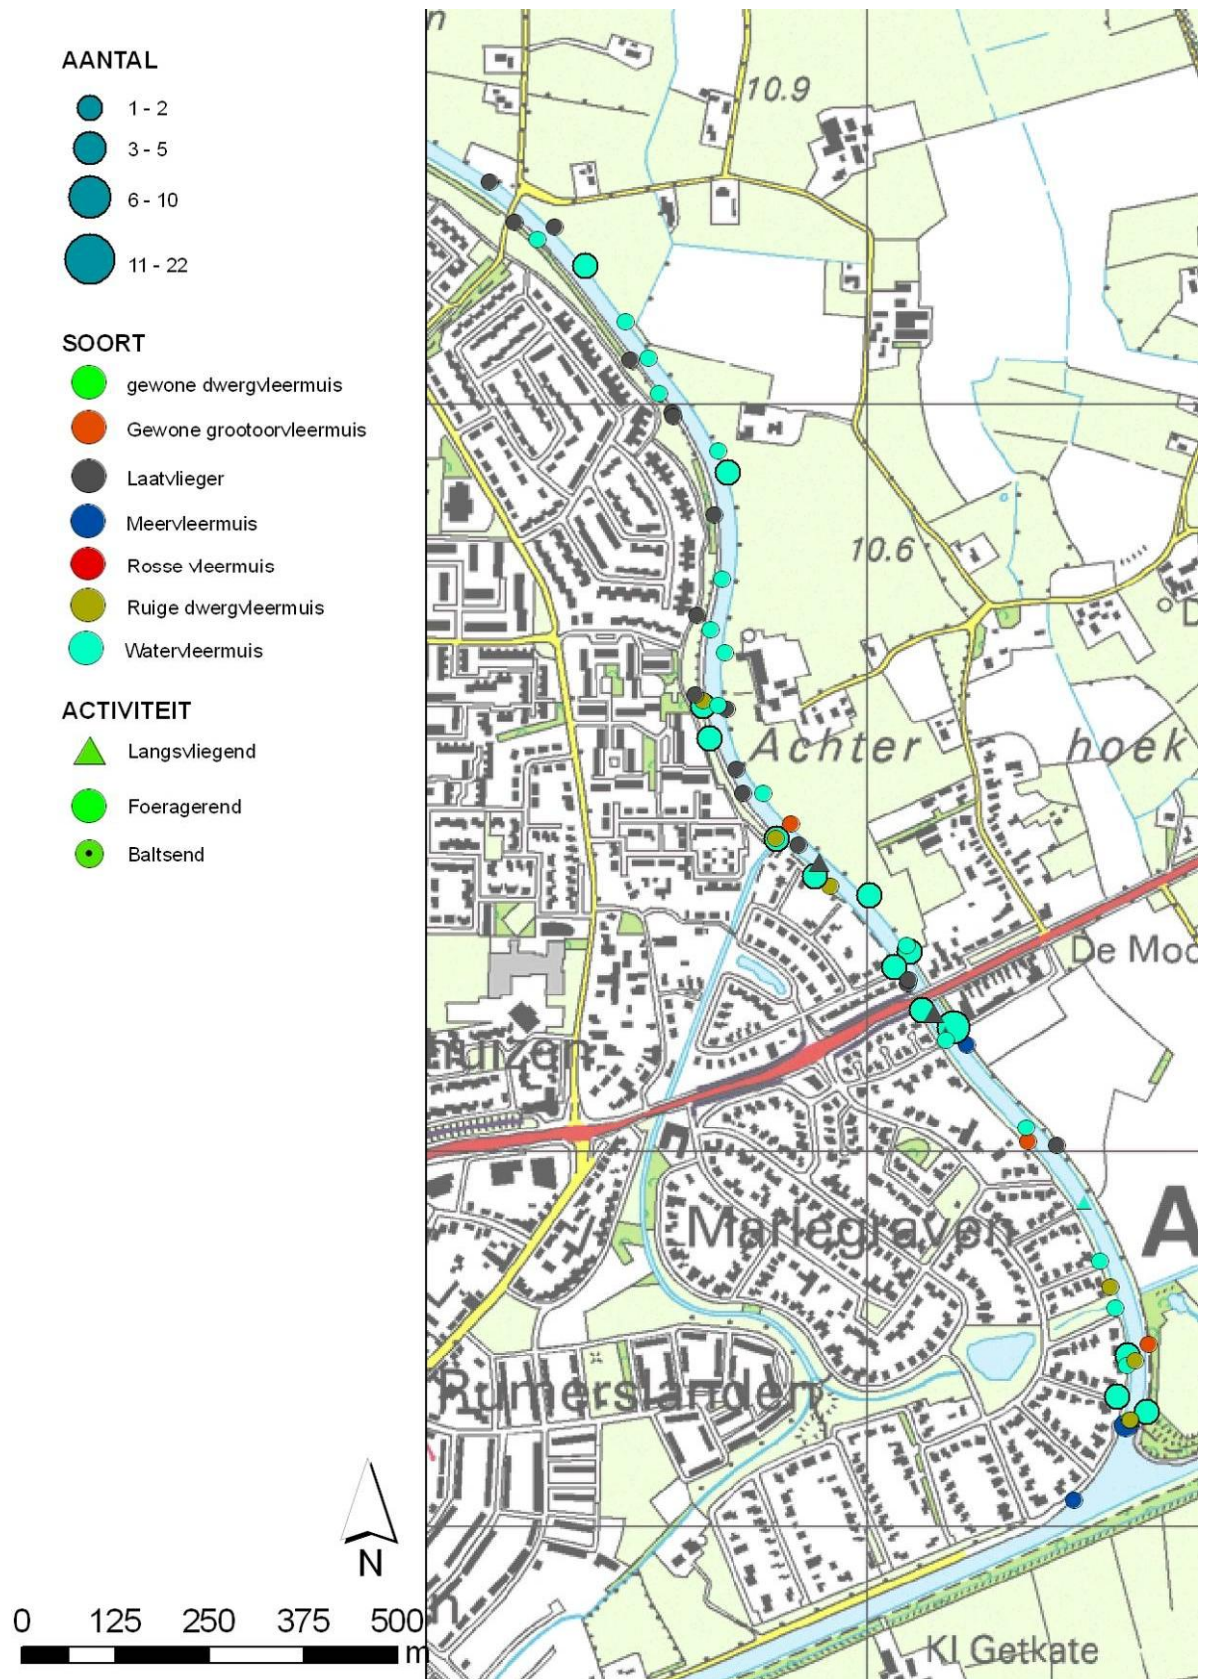 AANTAL
1 - 2
3 - 5
6 - 10
11 - 22
SOORT
gewone dwergvleermuis
Gewone grootoorvleermuis
Laatvlieger
Meervleermuis
Rosse vleermuis
Ruige dwergvleermuis
Watervleermuis
ACTIVITEIT
Langsvliegend
Foeragerend
Baltsend
N
0 125 250 375 500
m
n
10.9
10.6
D
Achter hoek
De Moo
huizen
Marlegraven
A
Rumerslanden
n
Kl Getkate